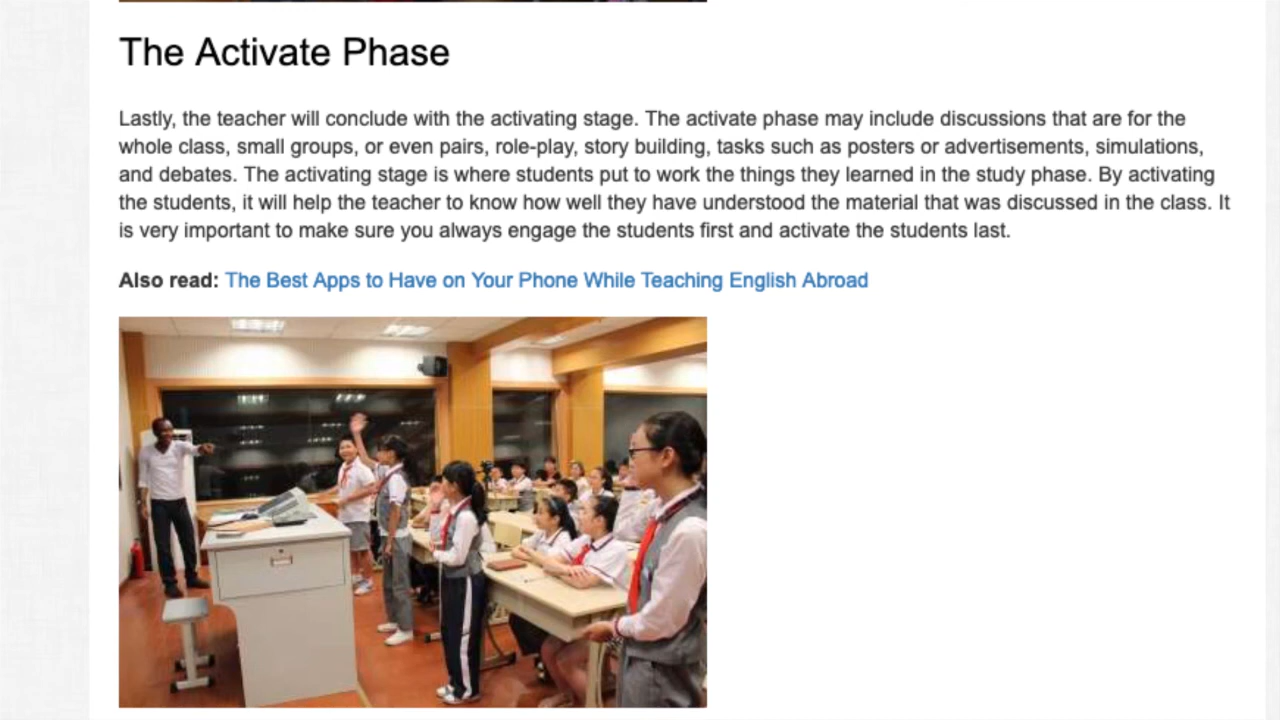 The Activate Phase
Lastly, the teacher will conclude with the activating stage. The activate phase may include discussions that are for the
whole class, small groups, or even pairs, role-play, story building, tasks such as posters or advertisements, simulations,
and debates. The activating stage is where students put to work the things they learned in the study phase. By activating
the students, it will help the teacher to know how well they have understood the material that was discussed in the class. It
is very important to make sure you always engage the students first and activate the students last.
Also read: The Best Apps to Have on Your Phone While Teaching English Abroad